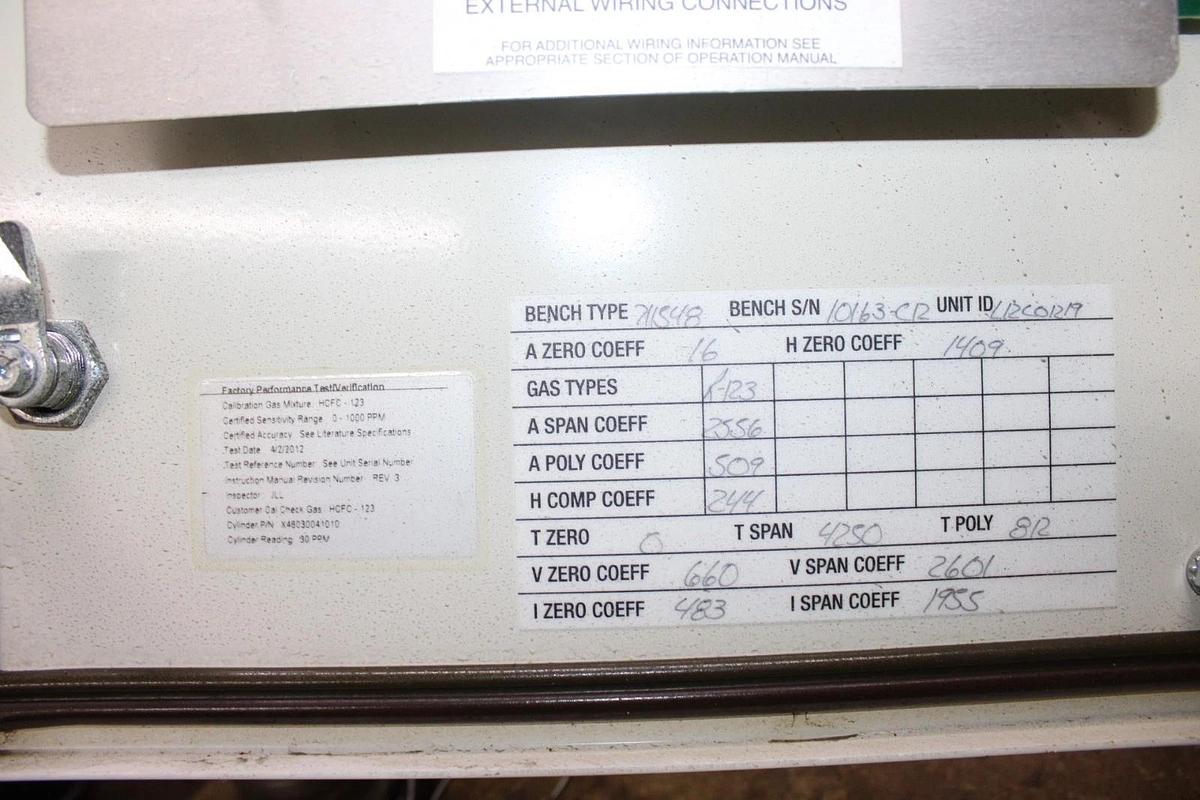 EXTERNAL WIRING CONNECTIONS
FOR ADDITIONAL WIRING INFORMATION SEE
APPROPRIATE SECTION OF OPERATION MANUAL
Factory Performance Test/Verification
Calibration Gas Mixture HCFC - 123
Certified Sensitivity Range 0 - 1000 PPM
Certified Accuracy See Literature Specifications
Test Date 4/2/2012
Test Reference Number See Unit Serial Number
Instruction Manual Revision Number REV 3
Inspector JLL
Customer Cal Check Gas HCFC - 123
Cylinder P/N X48030041010
Cylinder Reading 90 PPM
BENCH TYPE BENCH S/N 10163-C12 UNIT ID L12C01219
A ZERO COEFF 16 H ZERO COEFF 1409
GAS TYPES R-123
A SPAN COEFF 2556
A POLY COEFF 509
H COMP COEFF 244
T ZERO 0 T SPAN 4250 T POLY 812
V ZERO COEFF 660 V SPAN COEFF 2601
I ZERO COEFF 483 I SPAN COEFF 1955